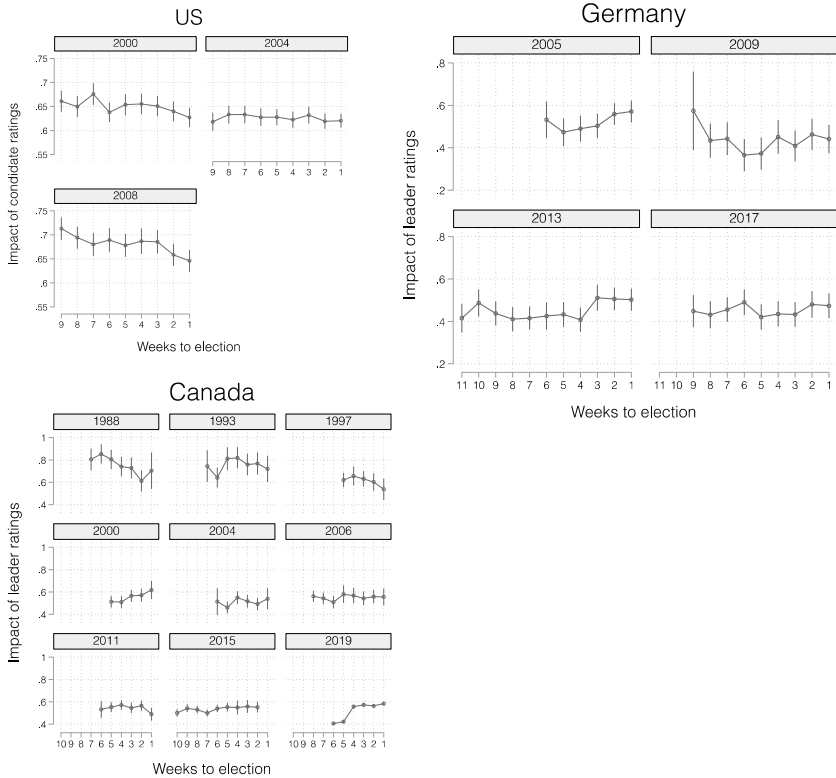 US
2000 2004
.75
.7
.65
.6
.55
9 8 7 6 5 4 3 2 1
2008
.75
.7
.65
.6
.55
9 8 7 6 5 4 3 2 1
Impact of candidate ratings
Weeks to election
Germany
2005 2009
.8
.6
.4
.2
2013 2017
.8
.6
.4
.2
11 10 9 8 7 6 5 4 3 2 1 11 10 9 8 7 6 5 4 3 2 1
Impact of leader ratings
Weeks to election
Canada
1988 1993 1997
1
.8
.6
.4
2000 2004 2006
1
.8
.6
.4
2011 2015 2019
1
.8
.6
.4
10 9 8 7 6 5 4 3 2 1 10 9 8 7 6 5 4 3 2 1 10 9 8 7 6 5 4 3 2 1
Impact of leader ratings
Weeks to election